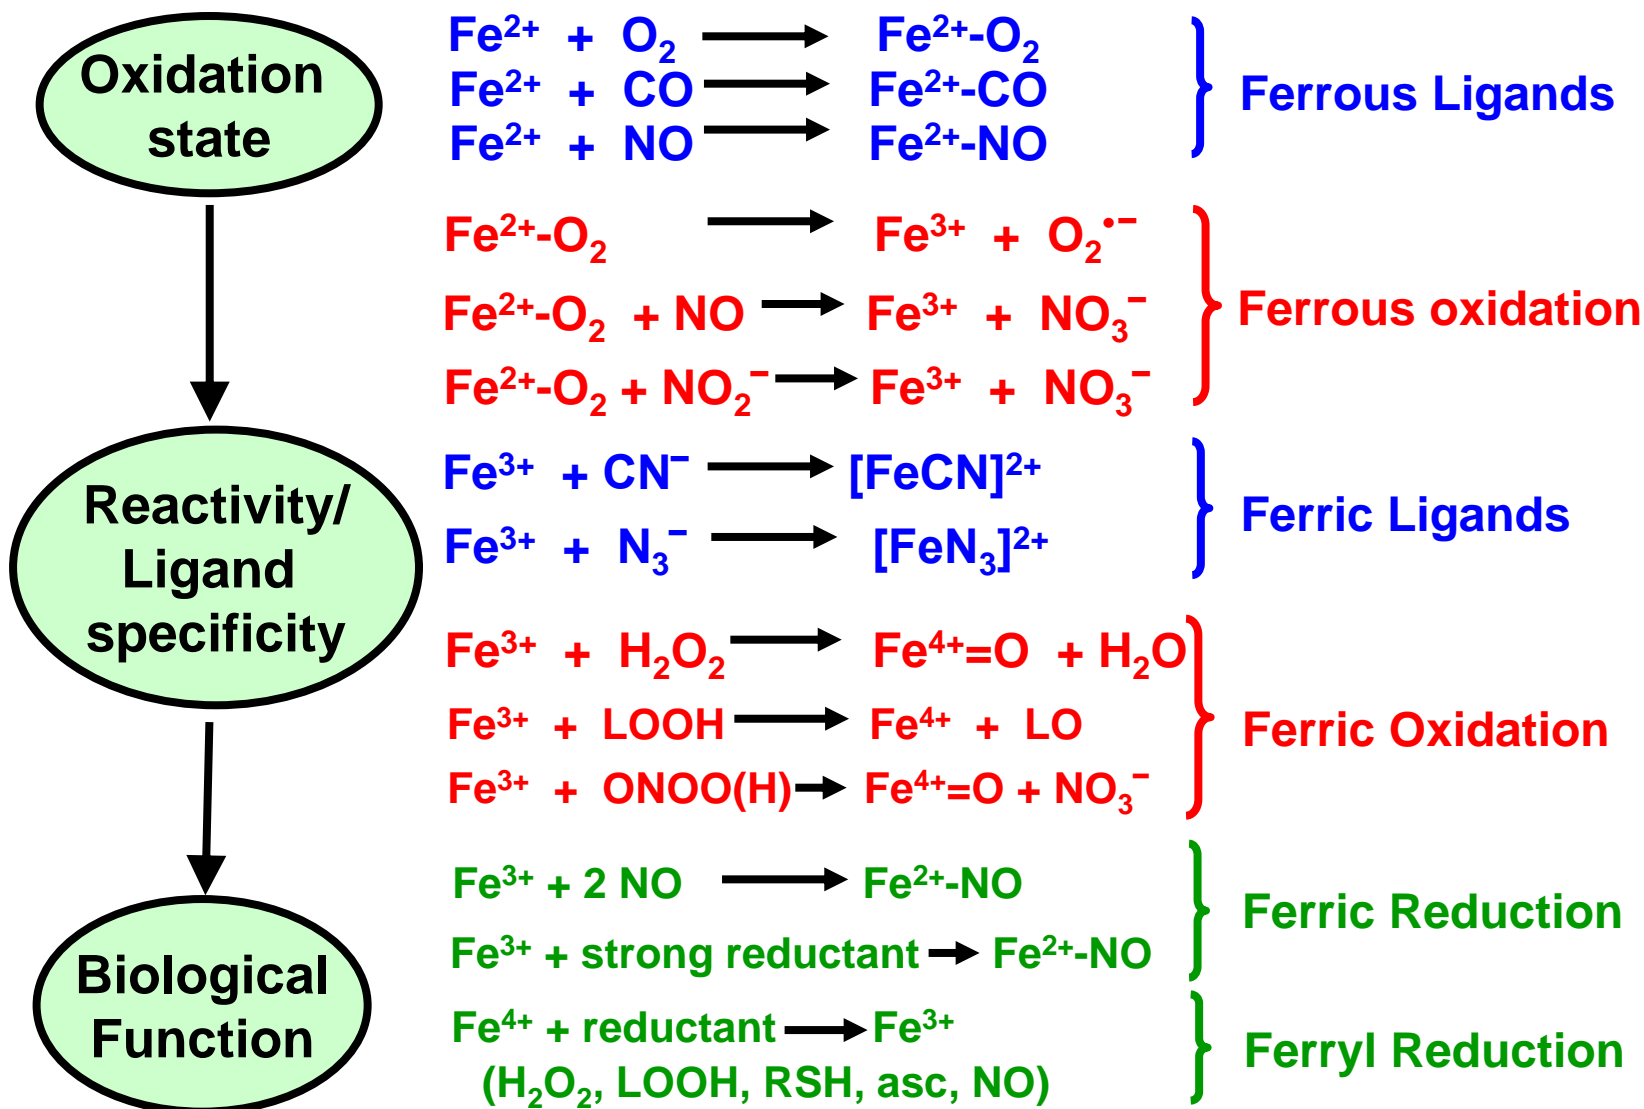 Oxidation
state
Reactivity/
Ligand
specificity
Biological
Function
Fe²⁺ + O₂ → Fe²⁺-O₂
Fe²⁺ + CO → Fe²⁺-CO
Fe²⁺ + NO → Fe²⁺-NO
Ferrous Ligands
Fe²⁺-O₂ → Fe³⁺ + O₂•⁻
Fe²⁺-O₂ + NO → Fe³⁺ + NO₃⁻
Fe²⁺-O₂ + NO₂⁻ → Fe³⁺ + NO₃⁻
Ferrous oxidation
Fe³⁺ + CN⁻ → [FeCN]²⁺
Fe³⁺ + N₃⁻ → [FeN₃]²⁺
Ferric Ligands
Fe³⁺ + H₂O₂ → Fe⁴⁺=O + H₂O
Fe³⁺ + LOOH → Fe⁴⁺ + LO
Fe³⁺ + ONOO(H) → Fe⁴⁺=O + NO₃⁻
Ferric Oxidation
Fe³⁺ + 2 NO → Fe²⁺-NO
Fe³⁺ + strong reductant → Fe²⁺-NO
Ferric Reduction
Fe⁴⁺ + reductant → Fe³⁺
(H₂O₂, LOOH, RSH, asc, NO)
Ferryl Reduction